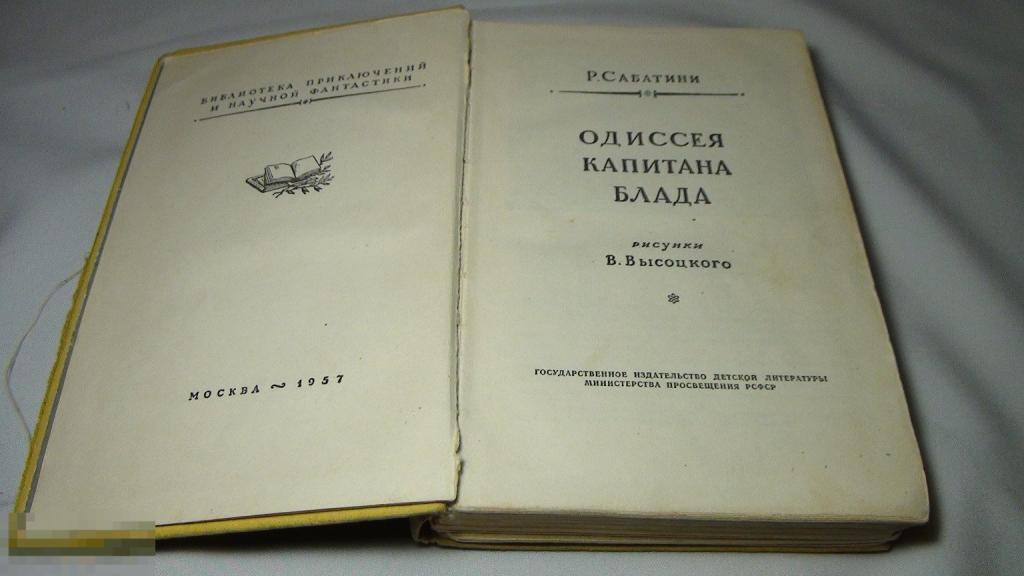 БИБЛИОТЕКА ПРИКЛЮЧЕНИЙ
И НАУЧНОЙ ФАНТАСТИКИ
МОСКВА ~ 1957
Р. САБАТИНИ
ОДИССЕЯ
КАПИТАНА
БЛАДА
РИСУНКИ
В. ВЫСОЦКОГО
ГОСУДАРСТВЕННОЕ ИЗДАТЕЛЬСТВО ДЕТСКОЙ ЛИТЕРАТУРЫ
МИНИСТЕРСТВА ПРОСВЕЩЕНИЯ РСФСР